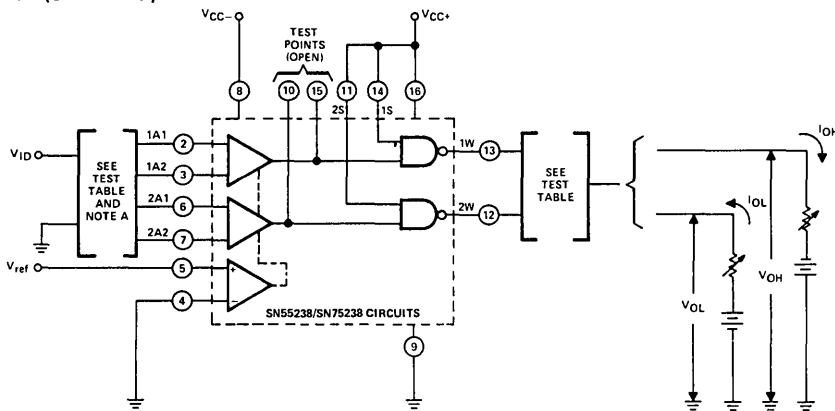 VCC−
VCC+
TEST
POINTS
(OPEN)
8
10
15
11
14
16
2S
1S
VID
SEE
TEST
TABLE
AND
NOTE A
1A1
2
1A2
3
2A1
6
2A2
7
Vref
5
+
4
−
1W
13
2W
12
SEE
TEST
TABLE
IOL
VOL
VOH
SN55238/SN75238 CIRCUITS
9